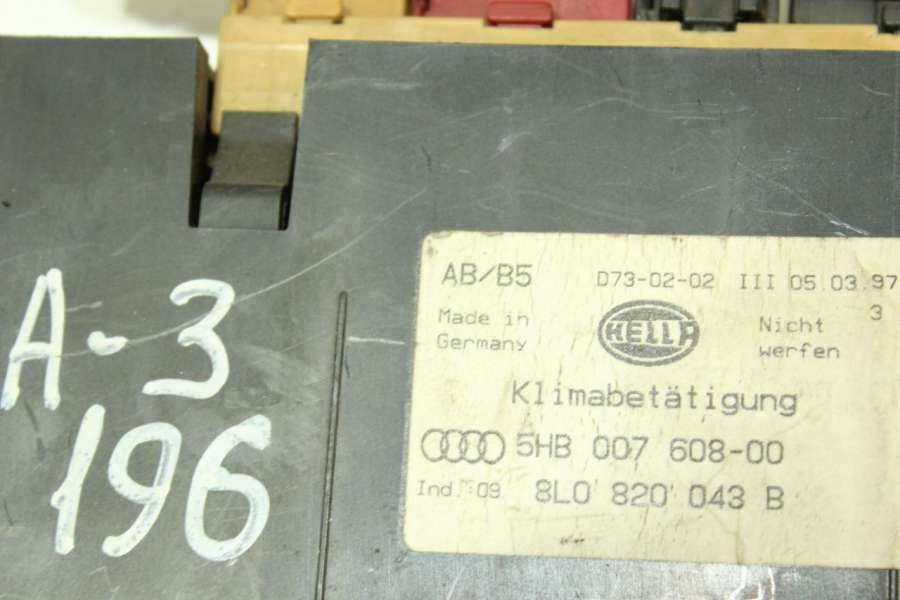 A-3
196
AB/B5 D73-02-02 III 05.03.97
3
Made in
Germany
HELLA
Nicht
werfen
Klimabetätigung
5HB 007 608-00
Ind.:09 8L0 820 043 B